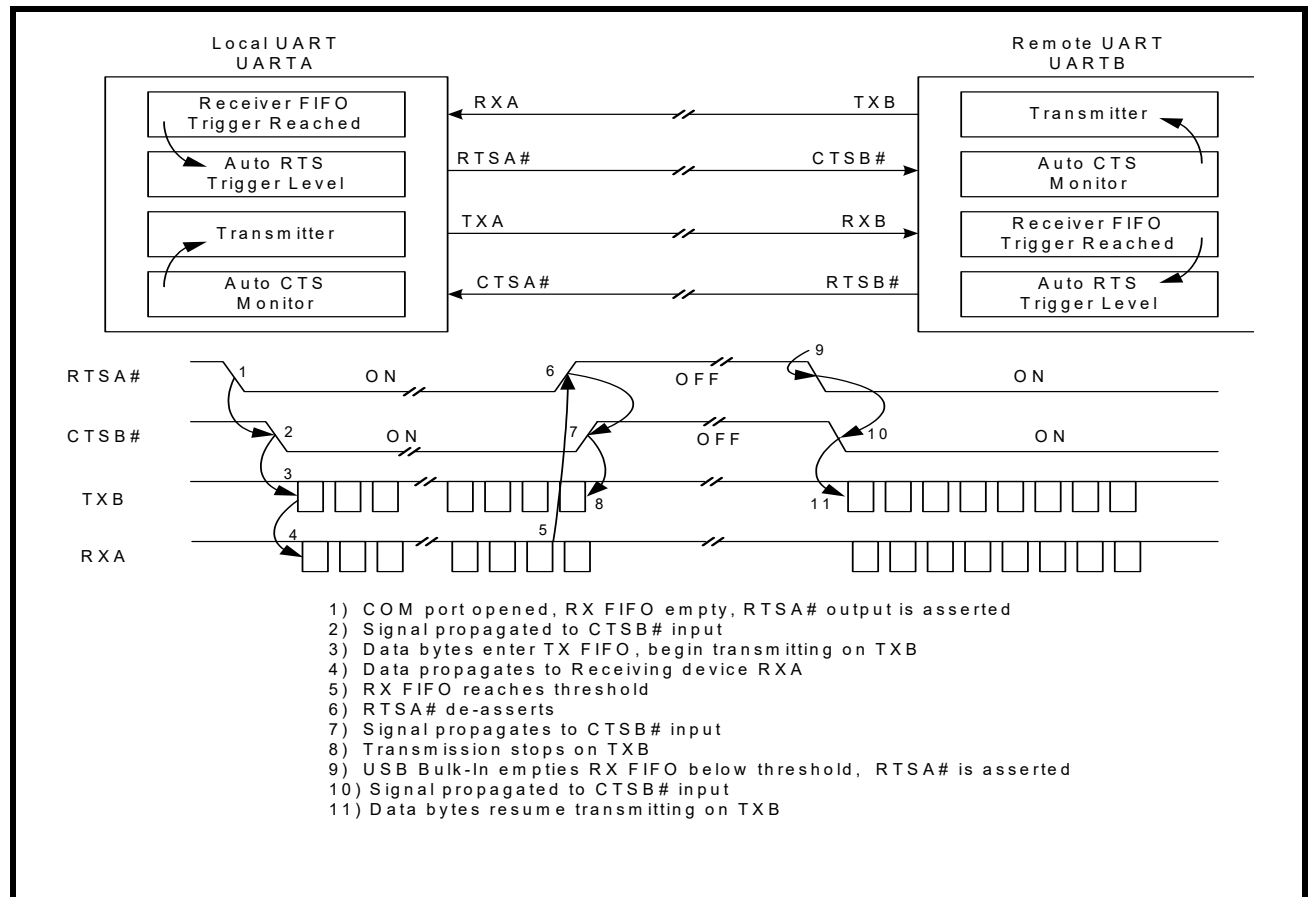 Local UART
UARTA
Remote UART
UARTB
Receiver FIFO
Trigger Reached
Auto RTS
Trigger Level
Transmitter
Auto CTS
Monitor
RXA
TXB
RTSA#
CTSB#
TXA
RXB
CTSA#
RTSB#
Transmitter
Auto CTS
Monitor
Receiver FIFO
Trigger Reached
Auto RTS
Trigger Level
RTSA#
1
ON
6
OFF
9
ON
CTSB#
2
ON
7
OFF
10
ON
TXB
3
8
11
RXA
4
5
1) COM port opened, RX FIFO empty, RTSA# output is asserted
2) Signal propagated to CTSB# input
3) Data bytes enter TX FIFO, begin transmitting on TXB
4) Data propagates to Receiving device RXA
5) RX FIFO reaches threshold
6) RTSA# de-asserts
7) Signal propagates to CTSB# input
8) Transmission stops on TXB
9) USB Bulk-In empties RX FIFO below threshold, RTSA# is asserted
10) Signal propagated to CTSB# input
11) Data bytes resume transmitting on TXB